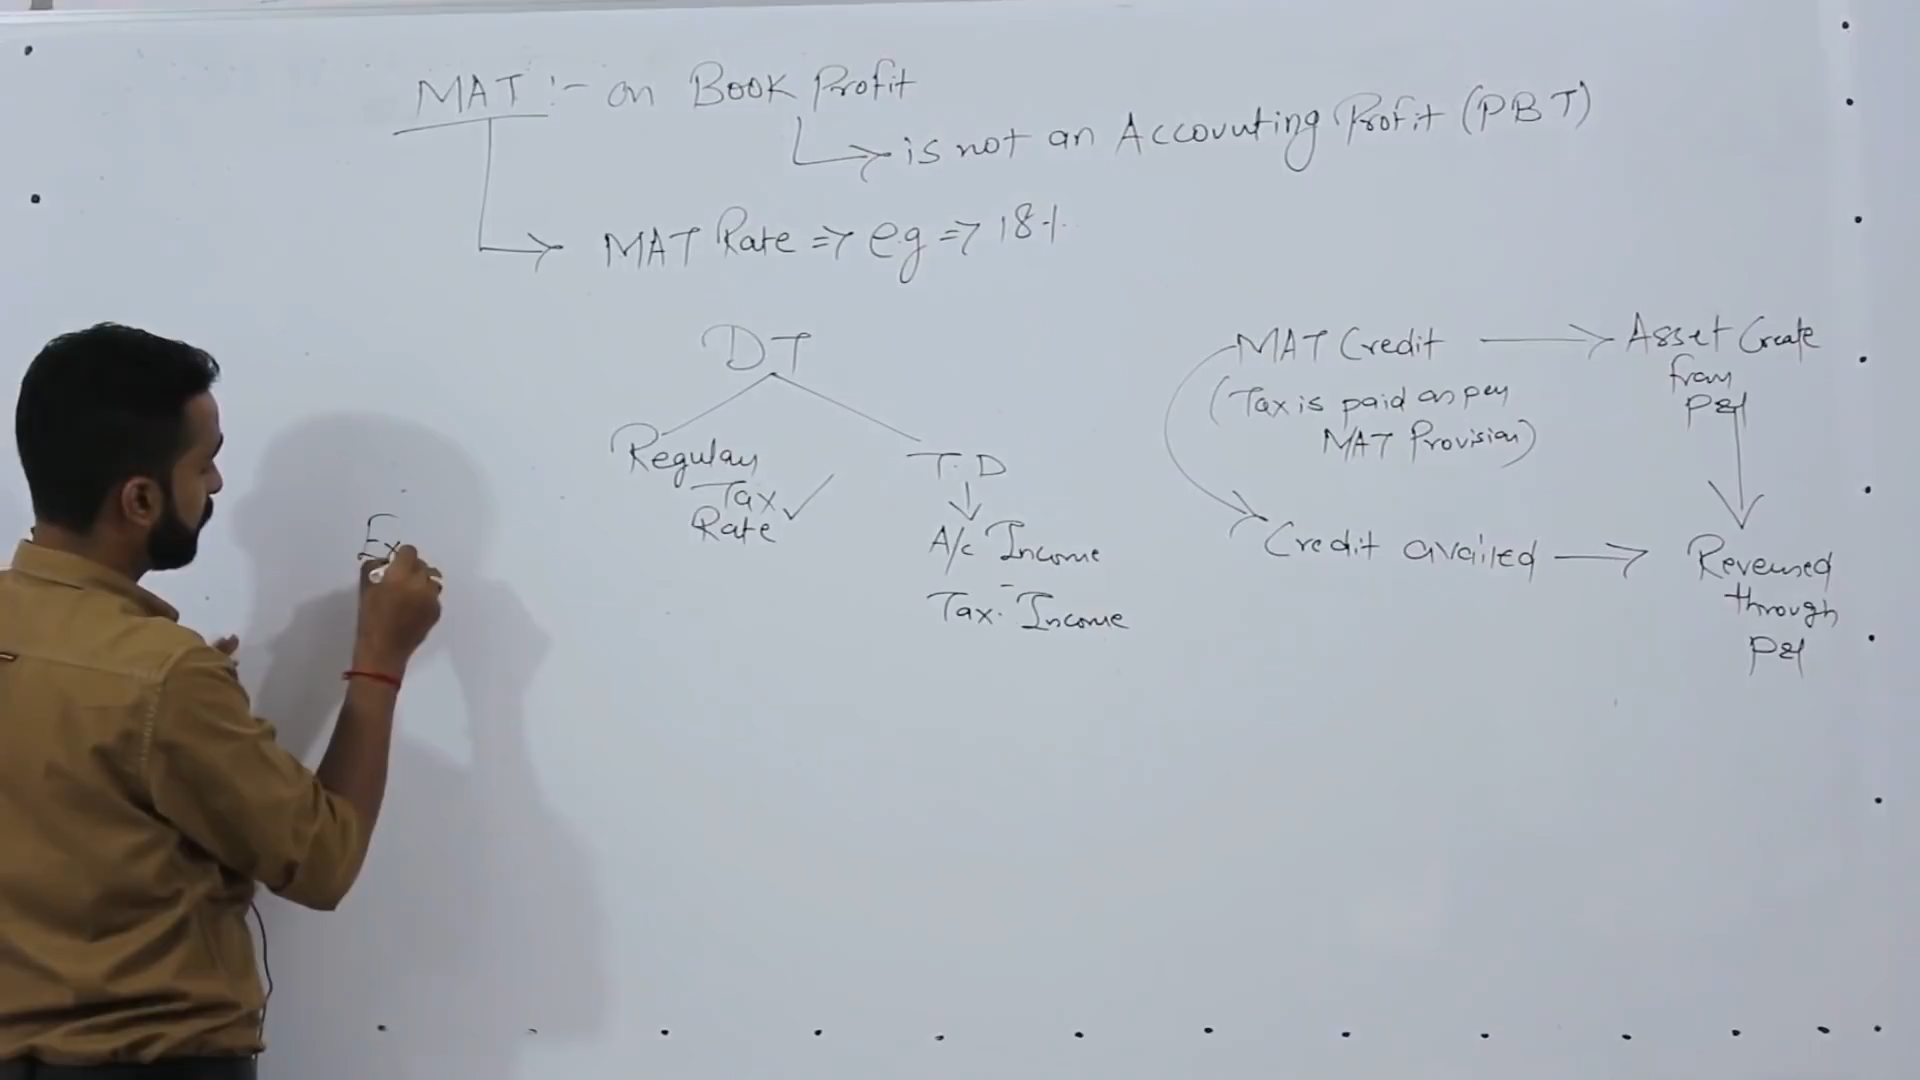 MAT :- on Book Profit
is not an Accounting Profit (PBT)
MAT Rate => eg => 18%
DT
Regular
Tax
Rate
T.D
A/c Income
-
Tax. Income
MAT Credit
(Tax is paid as per
MAT Provision)
Credit availed
Asset Create
from
P&l
Reversed
through
P&l
Ex